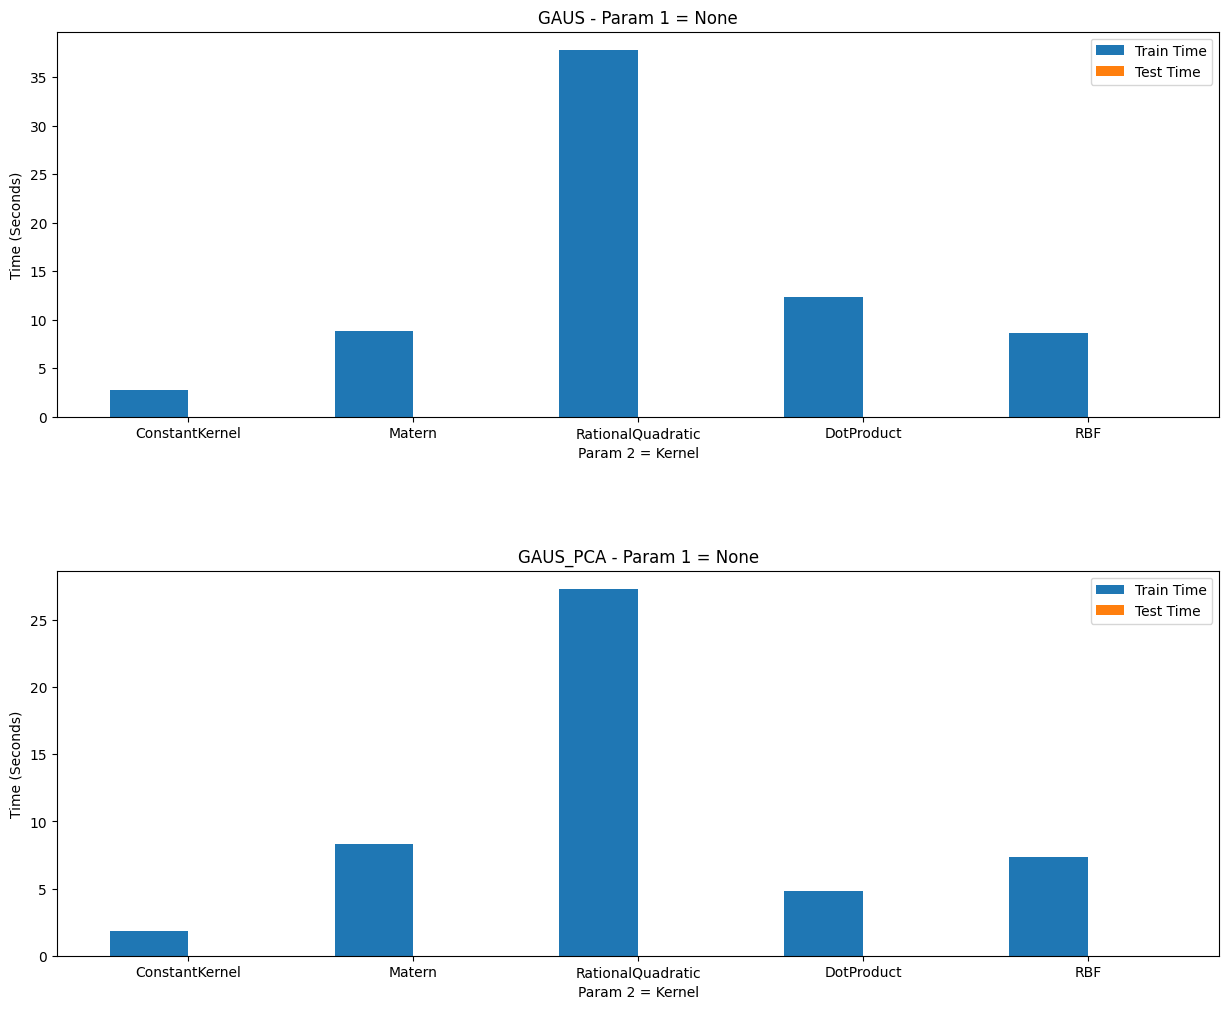 GAUS - Param 1 = None
Train Time
Test Time
Time (Seconds)
35
30
25
20
15
10
5
0
ConstantKernel Matern RationalQuadratic DotProduct RBF
Param 2 = Kernel
GAUS_PCA - Param 1 = None
Train Time
Test Time
Time (Seconds)
25
20
15
10
5
0
ConstantKernel Matern RationalQuadratic DotProduct RBF
Param 2 = Kernel